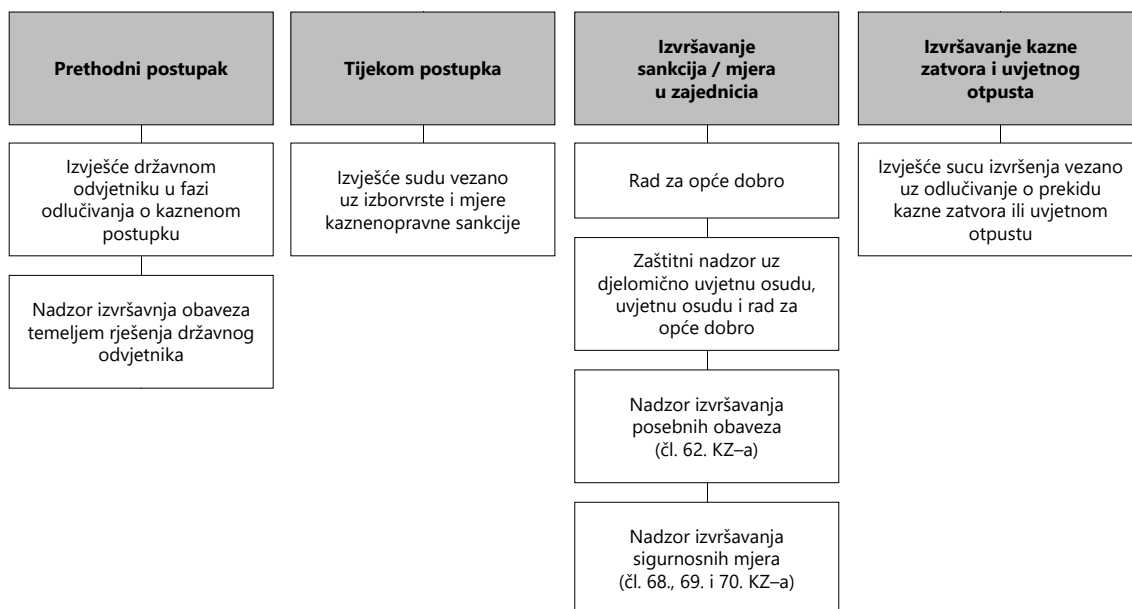 Prethodni postupak
Izvješće državnom
odvjetniku u fazi
odlučivanja o kaznenom
postupku
Nadzor izvršavnja obaveza
temeljem rješenja državnog
odvjetnika
Tijekom postupka
Izvješće sudu vezano
uz izborvrste i mjere
kaznenopravne sankcije
Izvršavanje
sankcija / mjera
u zajednicia
Rad za opće dobro
Zaštitni nadzor uz
djelomično uvjetnu osudu,
uvjetnu osudu i rad za
opće dobro
Nadzor izvršavanja
posebnih obaveza
(čl. 62. KZ–a)
Nadzor izvršavanja
sigurnosnih mjera
(čl. 68., 69. i 70. KZ–a)
Izvršavanje kazne
zatvora i uvjetnog
otpusta
Izvješće sucu izvršenja vezano
uz odlučivanje o prekidu
kazne zatvora ili uvjetnom
otpustu